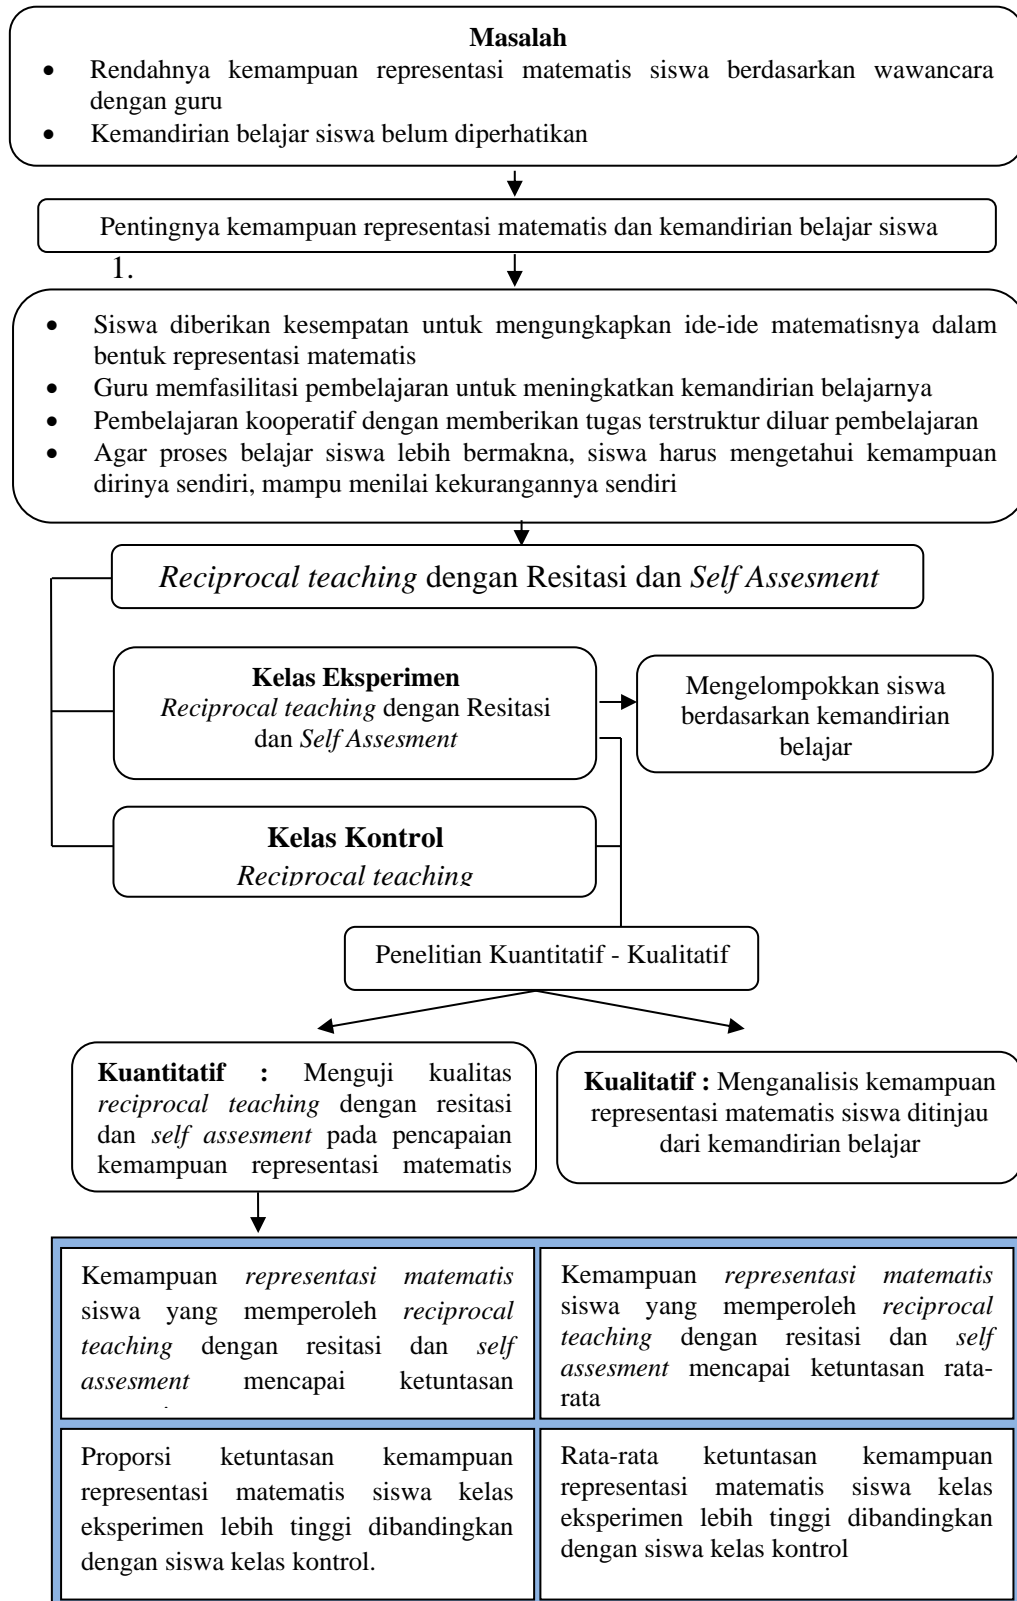 Masalah
• Rendahnya kemampuan representasi matematis siswa berdasarkan wawancara
dengan guru
• Kemandirian belajar siswa belum diperhatikan
Pentingnya kemampuan representasi matematis dan kemandirian belajar siswa
1.
• Siswa diberikan kesempatan untuk mengungkapkan ide-ide matematisnya dalam
bentuk representasi matematis
• Guru memfasilitasi pembelajaran untuk meningkatkan kemandirian belajarnya
• Pembelajaran kooperatif dengan memberikan tugas terstruktur diluar pembelajaran
• Agar proses belajar siswa lebih bermakna, siswa harus mengetahui kemampuan
dirinya sendiri, mampu menilai kekurangannya sendiri
Reciprocal teaching dengan Resitasi dan Self Assesment
Kelas Eksperimen
Reciprocal teaching dengan Resitasi
dan Self Assesment
Mengelompokkan siswa
berdasarkan kemandirian
belajar
Kelas Kontrol
Reciprocal teaching
Penelitian Kuantitatif - Kualitatif
Kuantitatif : Menguji kualitas
reciprocal teaching dengan resitasi
dan self assesment pada pencapaian
kemampuan representasi matematis
Kualitatif : Menganalisis kemampuan
representasi matematis siswa ditinjau
dari kemandirian belajar
Kemampuan representasi matematis
siswa yang memperoleh reciprocal
teaching dengan resitasi dan self
assesment mencapai ketuntasan
Kemampuan representasi matematis
siswa yang memperoleh reciprocal
teaching dengan resitasi dan self
assesment mencapai ketuntasan rata-
rata
Proporsi ketuntasan kemampuan
representasi matematis siswa kelas
eksperimen lebih tinggi dibandingkan
dengan siswa kelas kontrol.
Rata-rata ketuntasan kemampuan
representasi matematis siswa kelas
eksperimen lebih tinggi dibandingkan
dengan siswa kelas kontrol